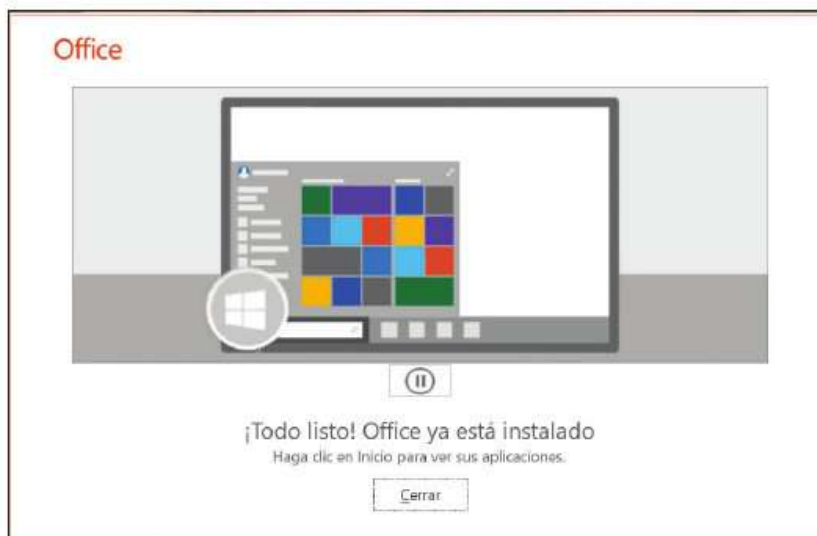 Office
¡Todo listo! Office ya está instalado
Haga clic en Inicio para ver sus aplicaciones.
Cerrar